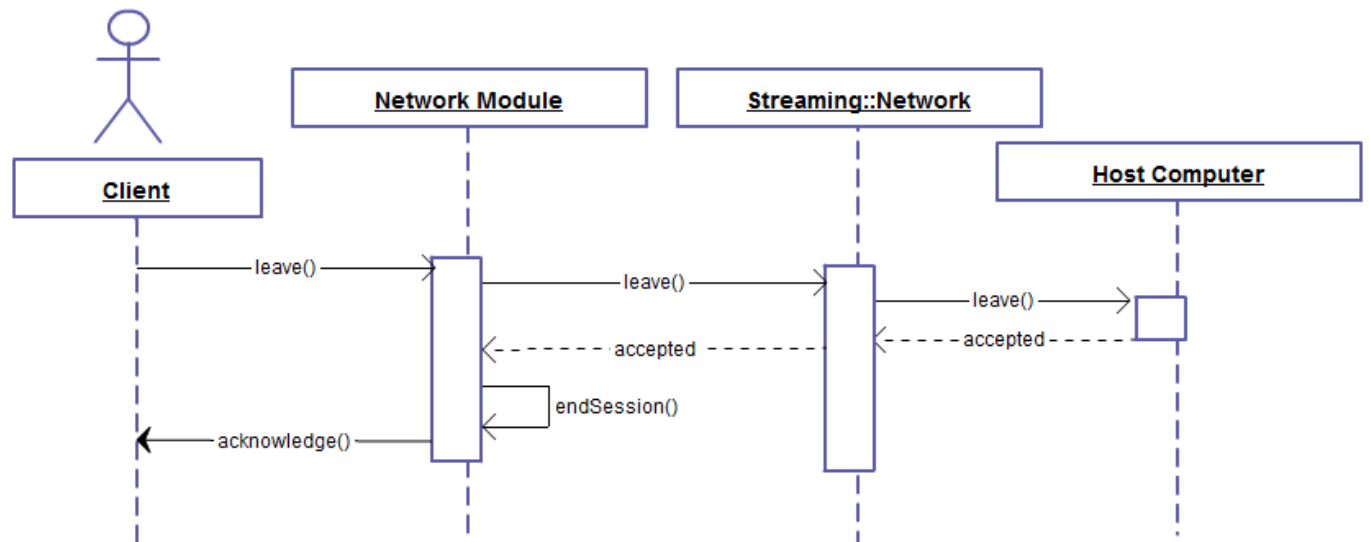 Network Module
Streaming::Network
Client
Host Computer
leave()
leave()
leave()
accepted
accepted
endSession()
acknowledge()